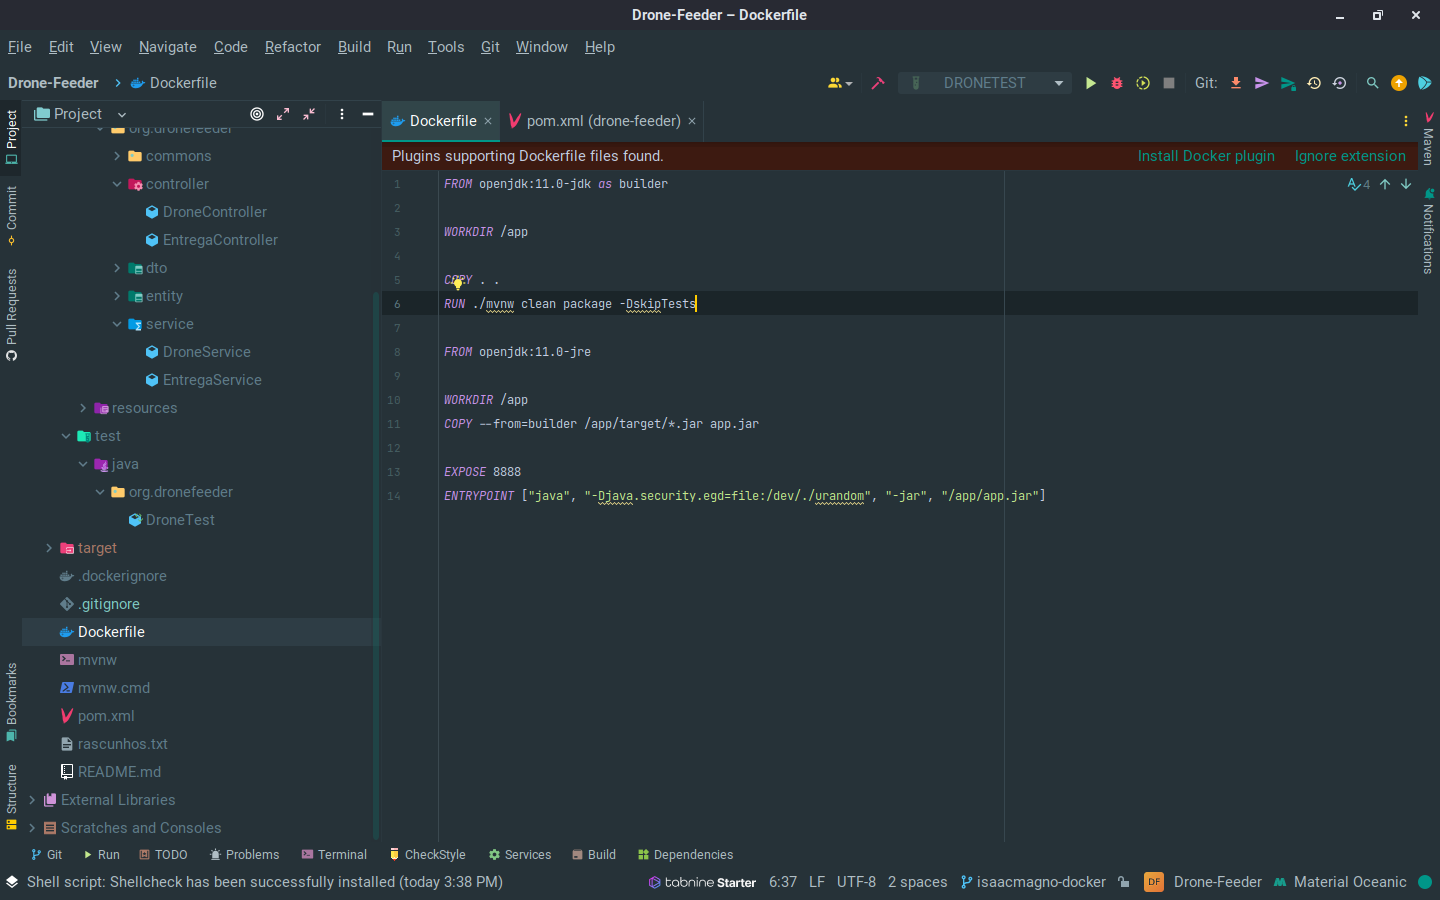 Drone-Feeder – Dockerfile
File Edit View Navigate Code Refactor Build Run Tools Git Window Help
Drone-Feeder Dockerfile
DRONETEST
Git:
Project
Dockerfile
pom.xml (drone-feeder)
Plugins supporting Dockerfile files found.
Install Docker plugin Ignore extension
Project
Commit
Pull Requests
Bookmarks
Structure
org.dronefeeder
commons
controller
DroneController
EntregaController
dto
entity
service
DroneService
EntregaService
resources
test
java
org.dronefeeder
DroneTest
target
.dockerignore
.gitignore
Dockerfile
mvnw
mvnw.cmd
pom.xml
rascunhos.txt
README.md
External Libraries
Scratches and Consoles
1 FROM openjdk:11.0-jdk as builder
2
3 WORKDIR /app
4
5 COPY . .
6 RUN ./mvnw clean package -DskipTests
7
8 FROM openjdk:11.0-jre
9
10 WORKDIR /app
11 COPY --from=builder /app/target/*.jar app.jar
12
13 EXPOSE 8888
14 ENTRYPOINT ["java", "-Djava.security.egd=file:/dev/./urandom", "-jar", "/app/app.jar"]
4
Maven
Notifications
Git Run TODO Problems Terminal CheckStyle Services Build Dependencies
Shell script: Shellcheck has been successfully installed (today 3:38 PM)
tabnine Starter 6:37 LF UTF-8 2 spaces isaacmagno-docker DF Drone-Feeder Material Oceanic